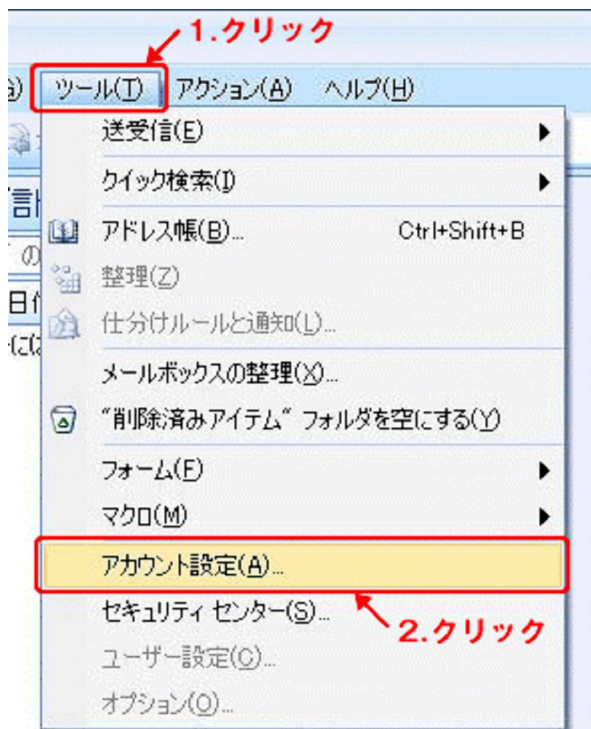 1.クリック
ツール(T) アクション(A) ヘルプ(H)
送受信(E)
クイック検索(I)
アドレス帳(B)... Ctrl+Shift+B
の
整理(Z)
仕分けルールと通知(L)...
メールボックスの整理(X)...
"削除済みアイテム" フォルダを空にする(Y)
フォーム(F)
マクロ(M)
アカウント設定(A)...
セキュリティ センター(S)...
2.クリック
ユーザー設定(C)...
オプション(O)...